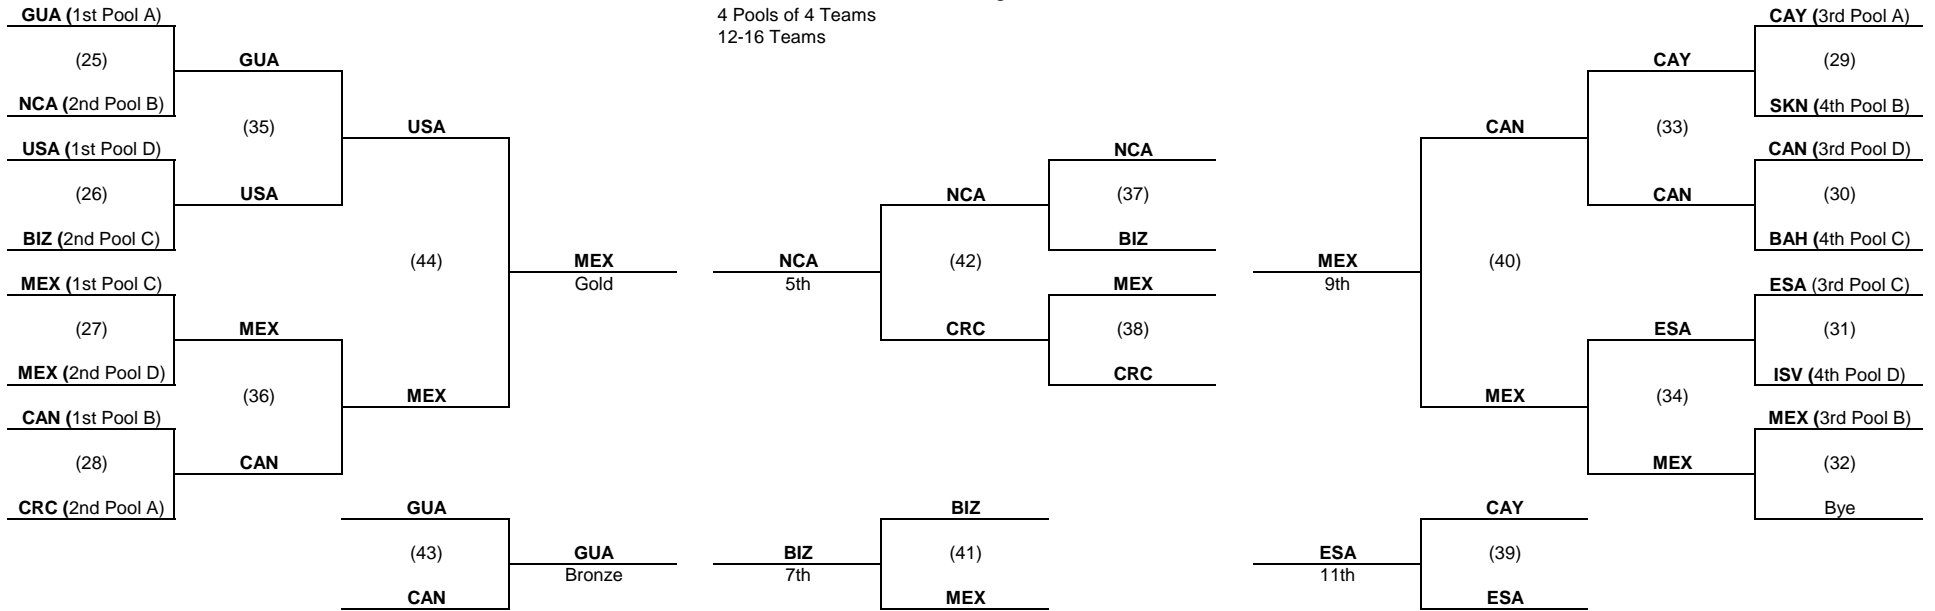 4 Pools of 4 Teams
12-16 Teams
GUA (1st Pool A)
(25)
NCA (2nd Pool B)
USA (1st Pool D)
(26)
BIZ (2nd Pool C)
MEX (1st Pool C)
(27)
MEX (2nd Pool D)
CAN (1st Pool B)
(28)
CRC (2nd Pool A)
GUA
(35)
USA
MEX
(36)
CAN
USA
(44)
MEX
MEX
Gold
GUA
(43)
CAN
GUA
Bronze
NCA
5th
NCA
(42)
CRC
NCA
(37)
BIZ
MEX
(38)
CRC
BIZ
7th
BIZ
(41)
MEX
MEX
9th
CAN
(40)
MEX
CAY
(33)
CAN
ESA
(34)
MEX
CAY (3rd Pool A)
(29)
SKN (4th Pool B)
CAN (3rd Pool D)
(30)
BAH (4th Pool C)
ESA (3rd Pool C)
(31)
ISV (4th Pool D)
MEX (3rd Pool B)
(32)
Bye
ESA
11th
CAY
(39)
ESA